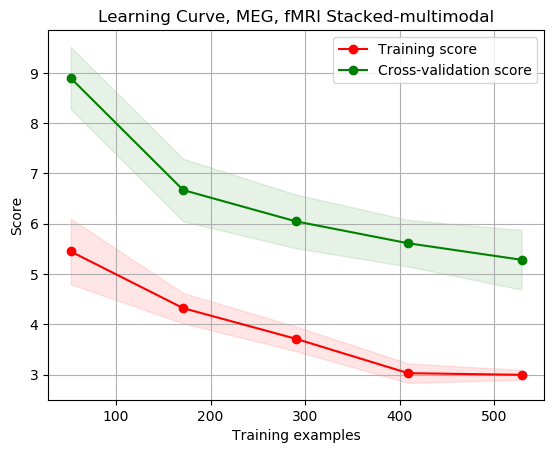 Learning Curve, MEG, fMRI Stacked-multimodal
Training score
Cross-validation score
9
8
7
6
5
4
3
Score
100 200 300 400 500
Training examples